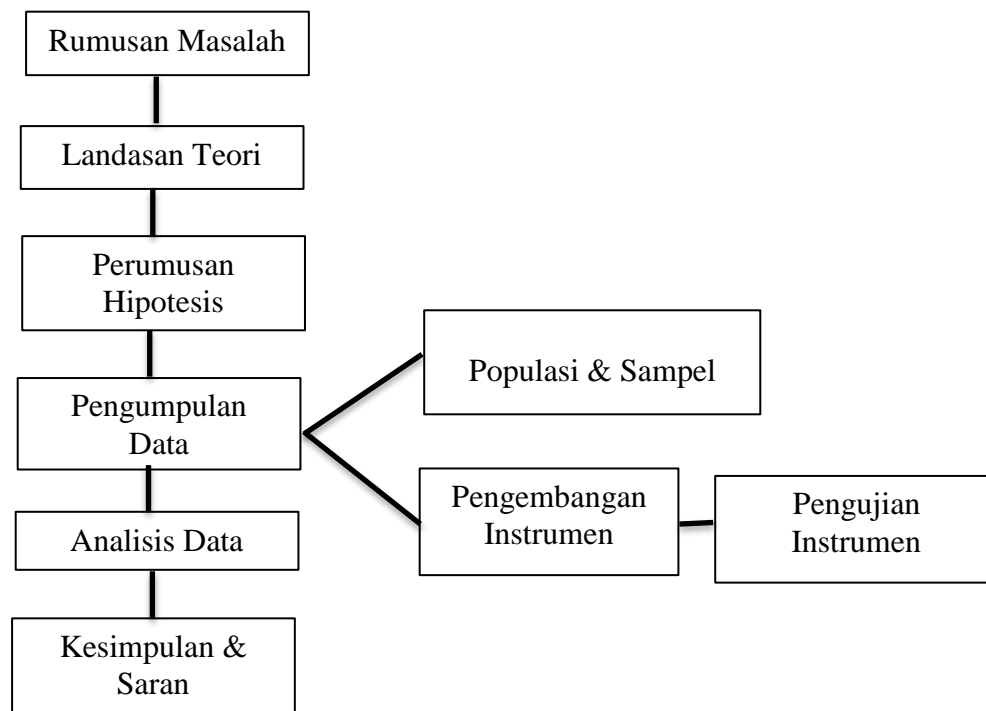 Rumusan Masalah
Landasan Teori
Perumusan
Hipotesis
Pengumpulan
Data
Populasi & Sampel
Pengembangan
Instrumen
Pengujian
Instrumen
Analisis Data
Kesimpulan &
Saran